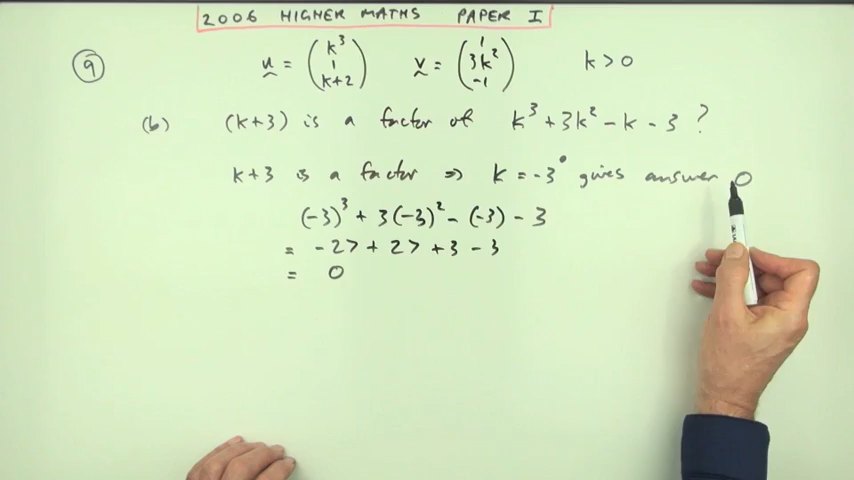 2006 HIGHER MATHS PAPER I
9 u = (k³ 1 k+2) v = (1 3k² -1) k > 0
(b) (k+3) is a factor of k³ + 3k² - k - 3 ?
k+3 is a factor ⇒ k = -3 gives answer 0
(-3)³ + 3(-3)² - (-3) - 3
= -27 + 27 + 3 - 3
= 0